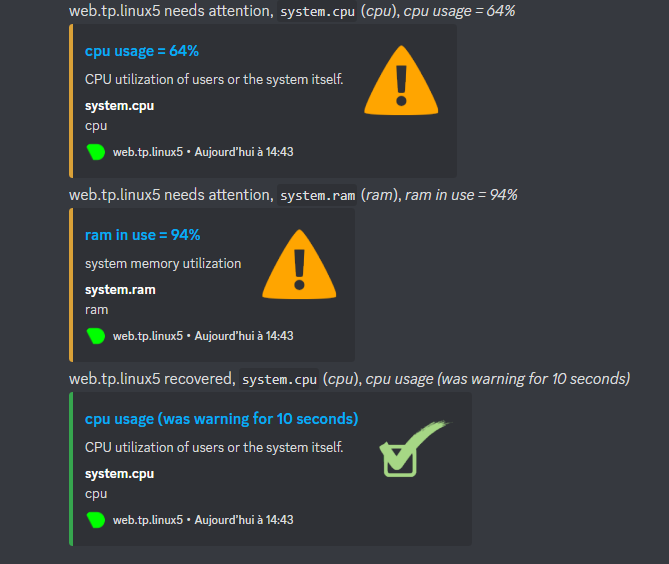 web.tp.linux5 needs attention, system.cpu (cpu), cpu usage = 64%
cpu usage = 64%
CPU utilization of users or the system itself.
system.cpu
cpu
web.tp.linux5 • Aujourd'hui à 14:43
web.tp.linux5 needs attention, system.ram (ram), ram in use = 94%
ram in use = 94%
system memory utilization
system.ram
ram
web.tp.linux5 • Aujourd'hui à 14:43
web.tp.linux5 recovered, system.cpu (cpu), cpu usage (was warning for 10 seconds)
cpu usage (was warning for 10 seconds)
CPU utilization of users or the system itself.
system.cpu
cpu
web.tp.linux5 • Aujourd'hui à 14:43